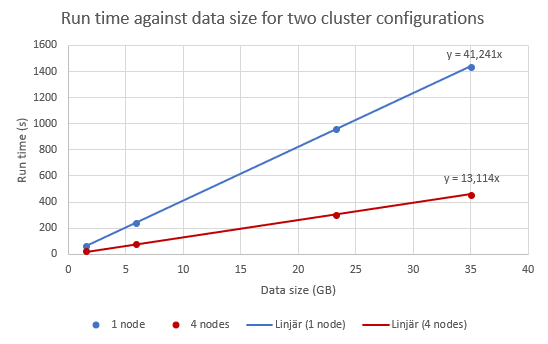 Run time against data size for two cluster configurations
1600
1400
1200
1000
800
600
400
200
0
Run time (s)
y = 41,241x
y = 13,114x
0 5 10 15 20 25 30 35 40
Data size (GB)
1 node 4 nodes Linjär (1 node) Linjär (4 nodes)